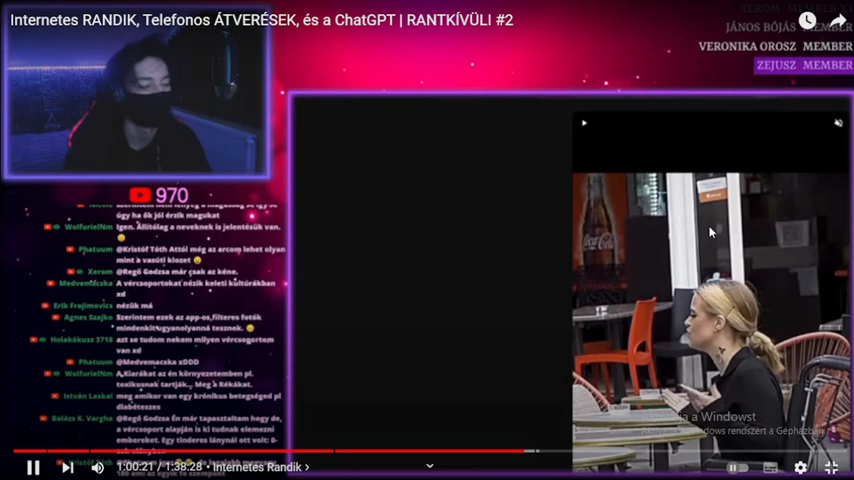 Internetes RANDIK, Telefonos ÁTVERÉSEK, és a ChatGPT | RANTKÍVÜLI #2
XEROM MEMBER X1
JÁNOS BÓJÁS MEMBER
VERONIKA OROSZ MEMBER
ZEJUSZ MEMBER
970
úgy ha ők jól érzik magukat
WolfurielNm Igen. Állítólag a neveknek is jelentésük van.
Phatuum @Kristóf Tóth Attól még az arcom lehet olyan
mint a vasúti klozet
Xerom @Regő Godzsa már csak az kéne.
Medvemacska A vércsoportokat nézik keleti kultúrákban
xd
Erik Frojimovics nézük má
Agnes Szajko Szerintem ezek az app-os,filteres fotók
mindenkit ugyanolyanná tesznek.
Holakókusz 3718 azt se tudom nekem milyen vércsoportom
van xd
Phatuum @Medvemacska xDDD
WolfurielNm A Kiarákat az én környezetemben pl.
toxikusnak tartják... Meg a Rékákat.
István Laskai meg amikor van egy krónikus betegséged pl
diabéteszes
Balázs K. Vargha @Regő Godzsa Én már tapasztaltam hogy de,
a vércsoport alapján is ki tudnak elemezni
embereket. Egy tinderes lánynál ott volt: 0-
Coca-Cola
a Windowst
rendszert a Gépházban
1:00:21 / 1:38:28 • Internetes Randik ›